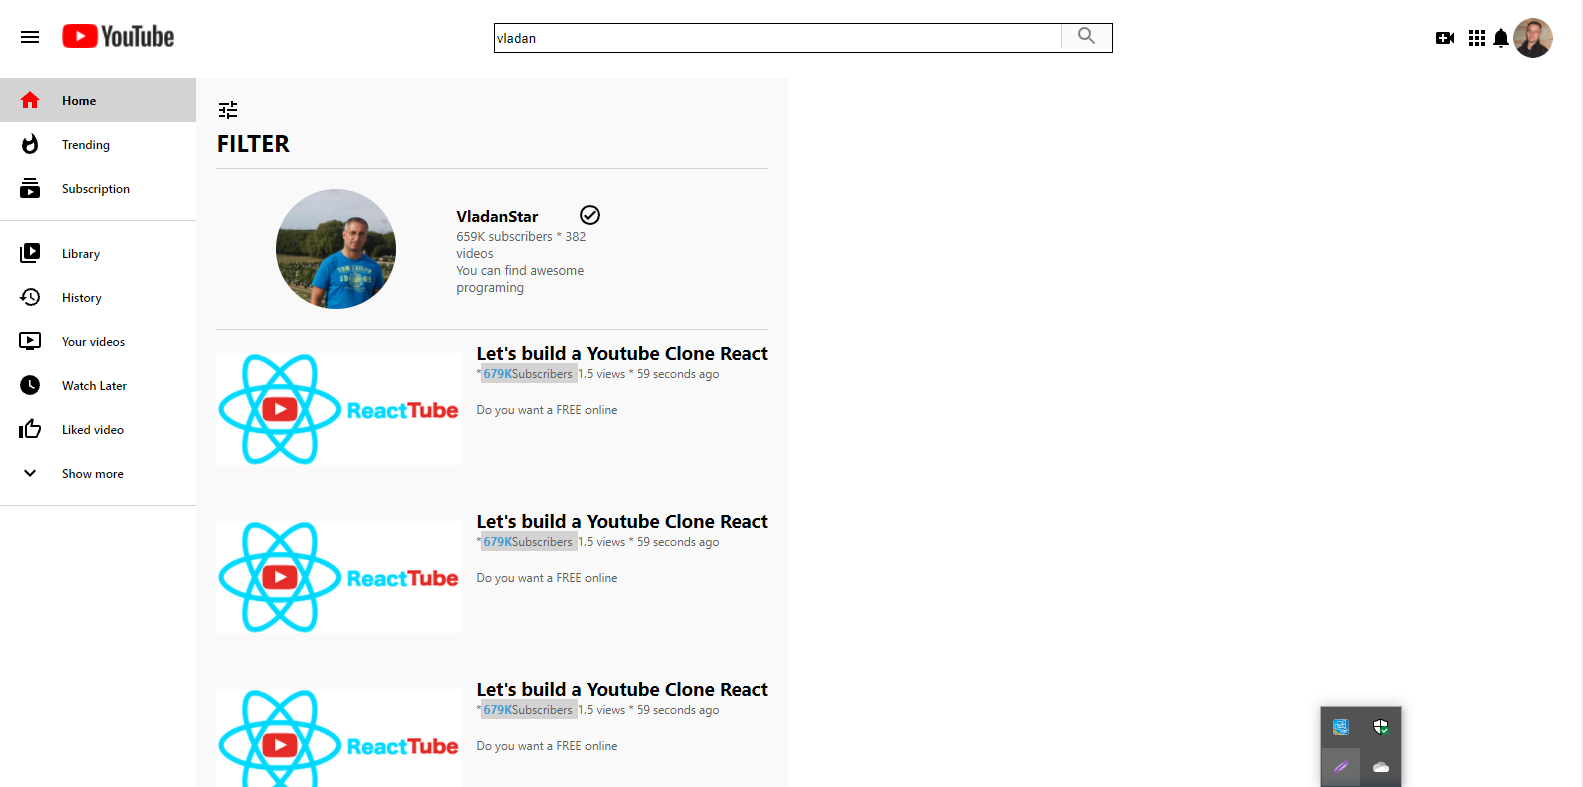 YouTube
vladan
Home
Trending
Subscription
Library
History
Your videos
Watch Later
Liked video
Show more
FILTER
VladanStar
659K subscribers * 382
videos
You can find awesome
programing
Let's build a Youtube Clone React
* 679KSubscribers 1.5 views * 59 seconds ago
Do you want a FREE online
ReactTube
Let's build a Youtube Clone React
* 679KSubscribers 1.5 views * 59 seconds ago
Do you want a FREE online
ReactTube
Let's build a Youtube Clone React
* 679KSubscribers 1.5 views * 59 seconds ago
Do you want a FREE online
ReactTube